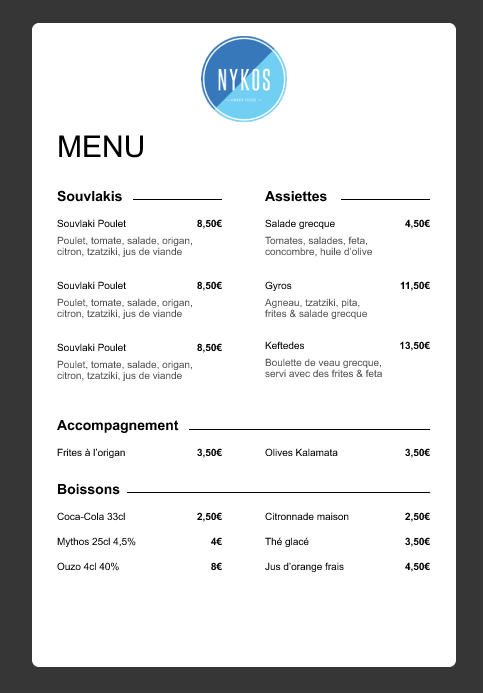 NYKOS
MENU
Souvlakis
Souvlaki Poulet 8,50€
Poulet, tomate, salade, origan,
citron, tzatziki, jus de viande
Souvlaki Poulet 8,50€
Poulet, tomate, salade, origan,
citron, tzatziki, jus de viande
Souvlaki Poulet 8,50€
Poulet, tomate, salade, origan,
citron, tzatziki, jus de viande
Assiettes
Salade grecque 4,50€
Tomates, salades, feta,
concombre, huile d'olive
Gyros 11,50€
Agneau, tzatziki, pita,
frites & salade grecque
Keftedes 13,50€
Boulette de veau grecque,
servi avec des frites & feta
Accompagnement
Frites à l'origan 3,50€
Olives Kalamata 3,50€
Boissons
Coca-Cola 33cl 2,50€
Citronnade maison 2,50€
Mythos 25cl 4,5% 4€
Thé glacé 3,50€
Ouzo 4cl 40% 8€
Jus d'orange frais 4,50€